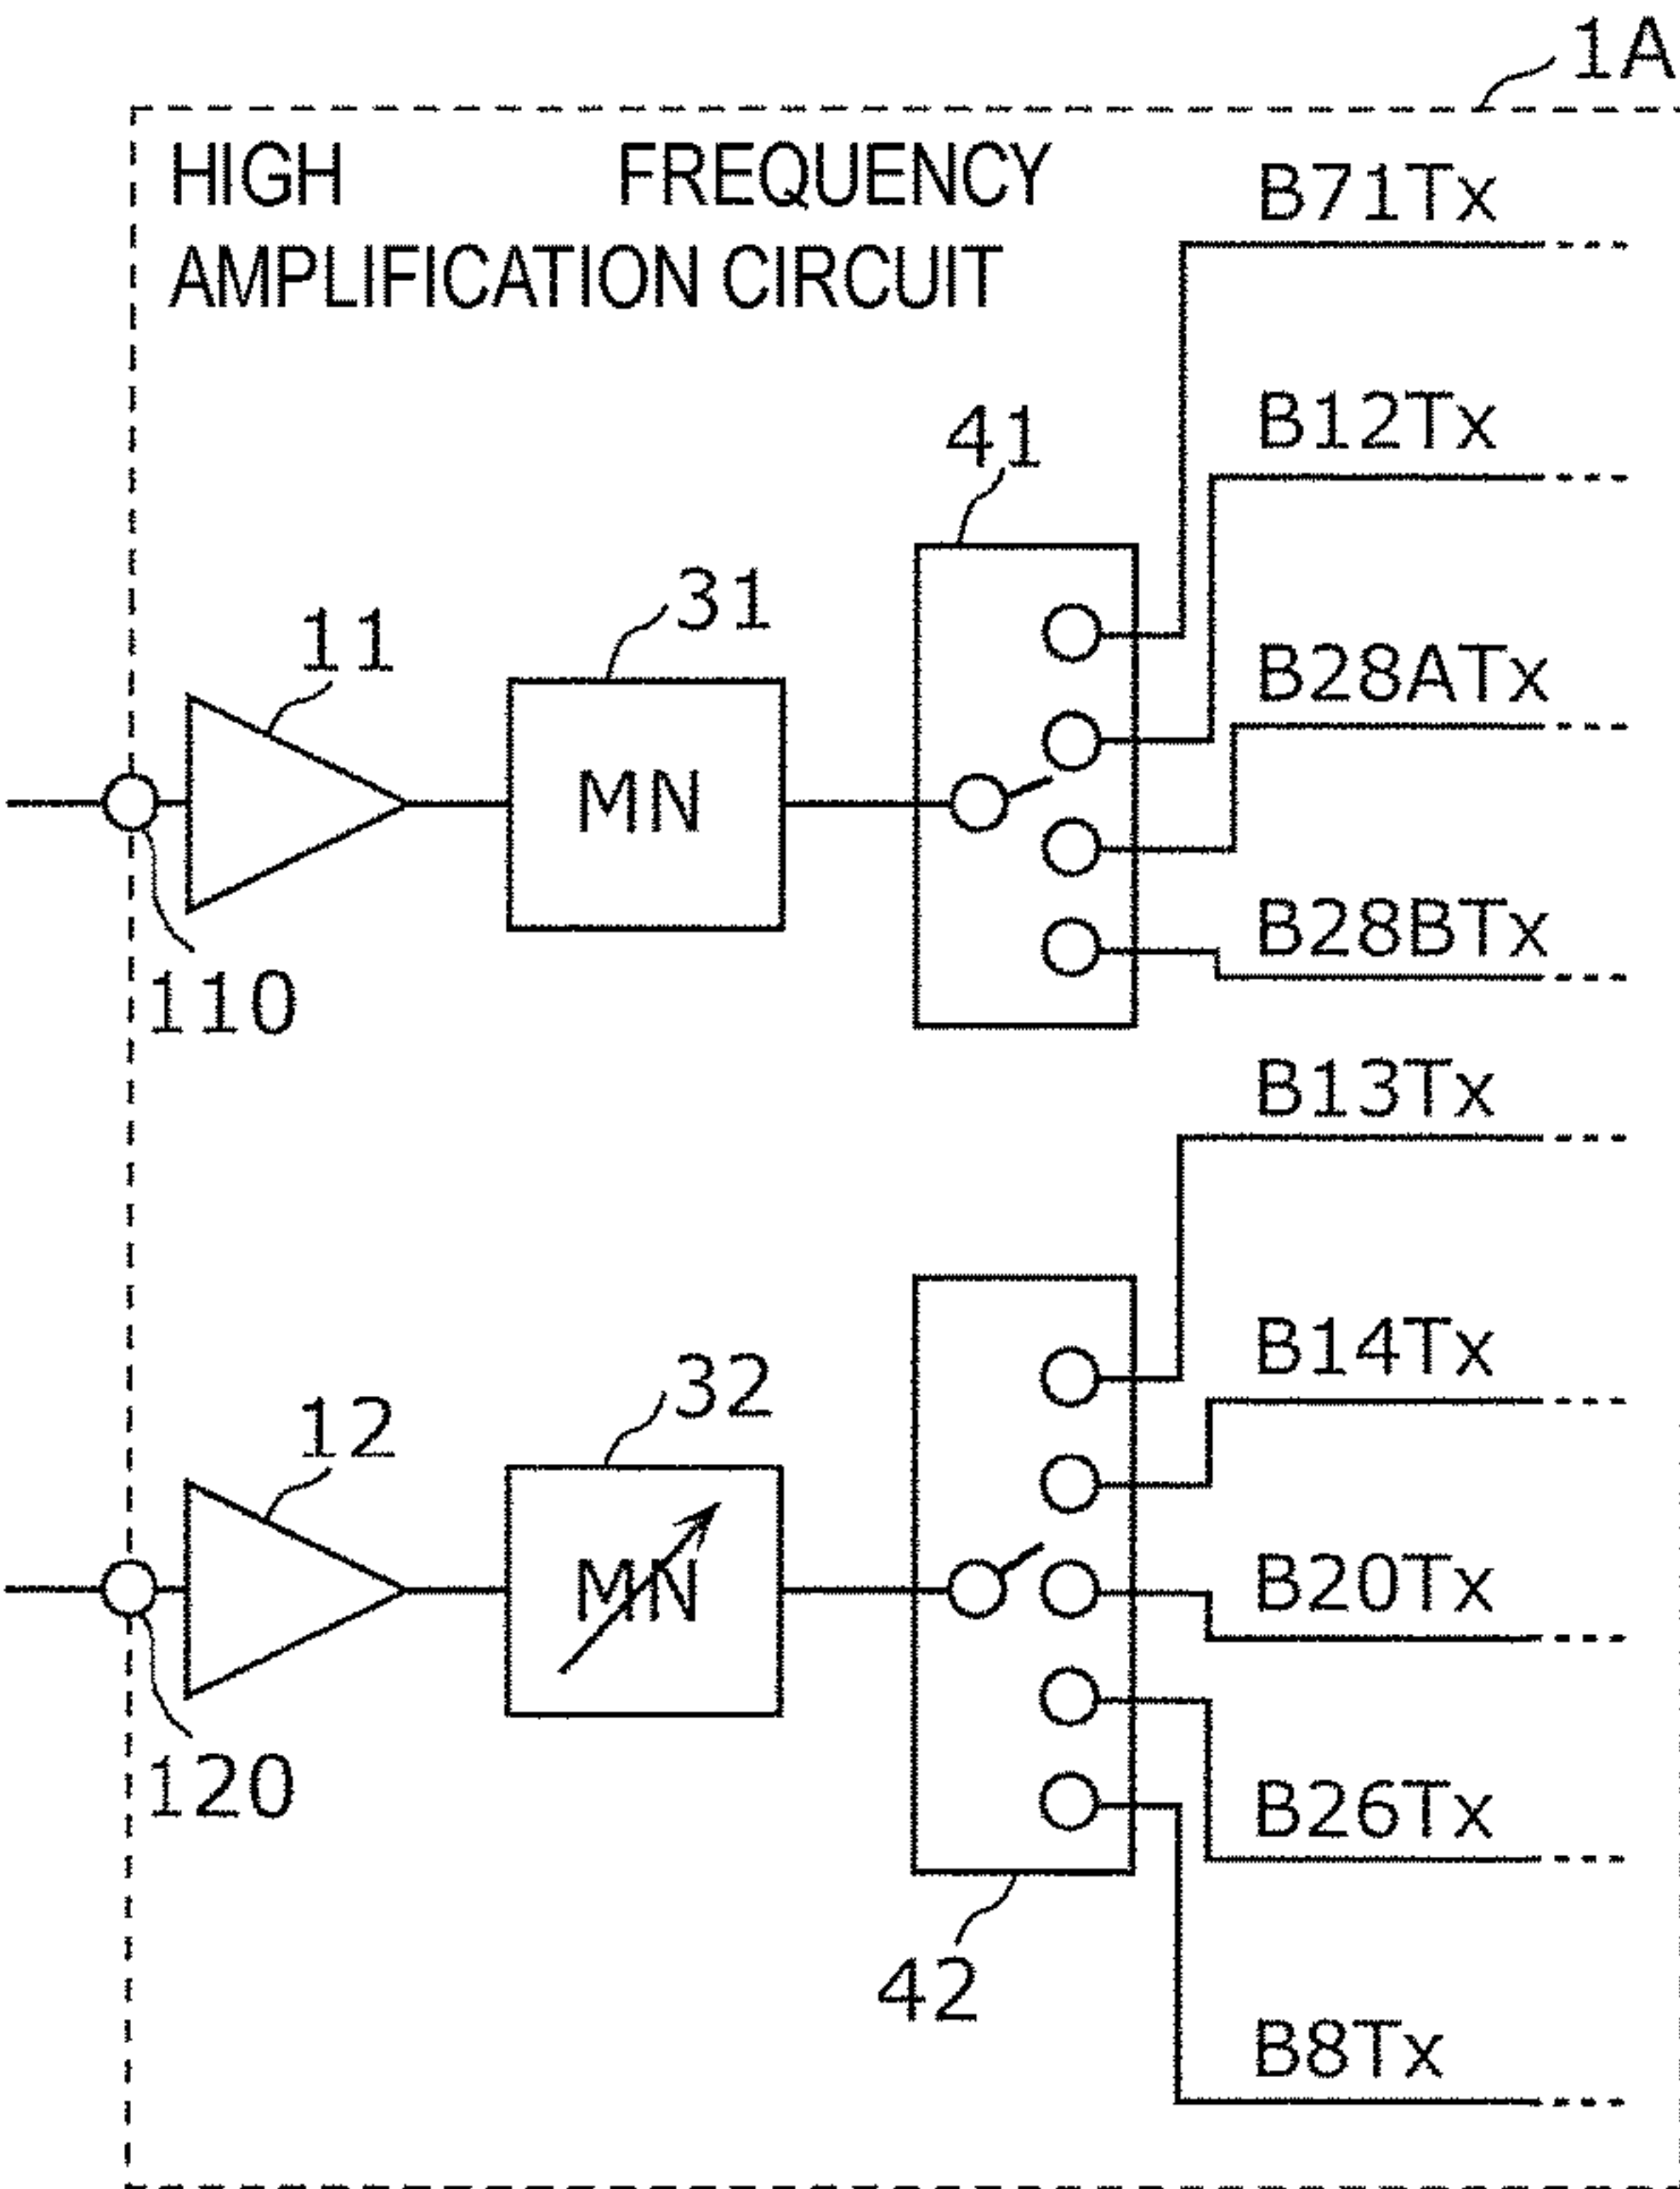 1A
HIGH FREQUENCY
AMPLIFICATION CIRCUIT
B71Tx
B12Tx
41
31
11
B28ATx
MN
B28BTx
110
B13Tx
B14Tx
32
12
MN
B20Tx
120
B26Tx
42
B8Tx